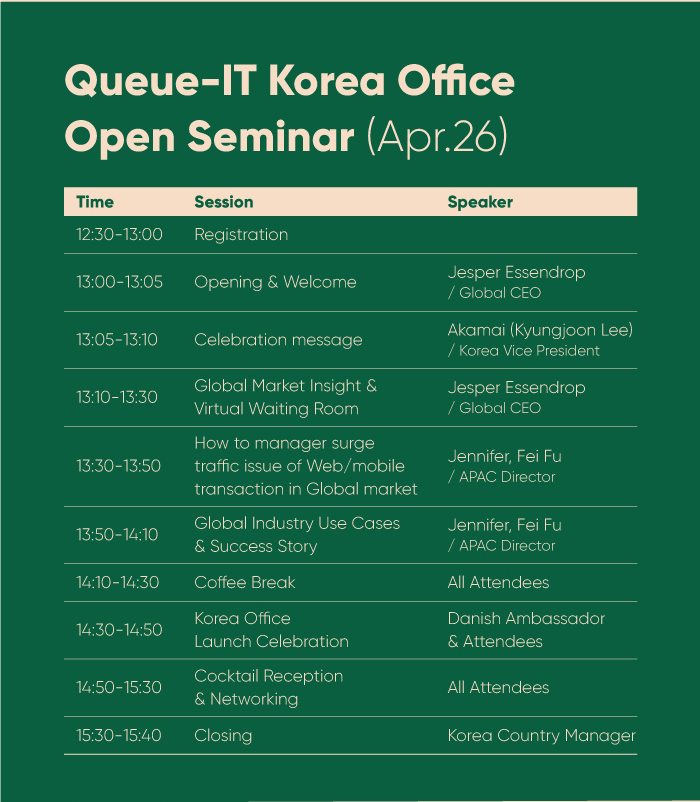 Queue-IT Korea Office
Open Seminar (Apr.26)
Time Session Speaker
12:30-13:00 Registration
13:00-13:05 Opening & Welcome Jesper Essendrop
/ Global CEO
13:05-13:10 Celebration message Akamai (Kyungjoon Lee)
/ Korea Vice President
13:10-13:30 Global Market Insight &
Virtual Waiting Room Jesper Essendrop
/ Global CEO
13:30-13:50 How to manager surge
traffic issue of Web/mobile
transaction in Global market Jennifer, Fei Fu
/ APAC Director
13:50-14:10 Global Industry Use Cases
& Success Story Jennifer, Fei Fu
/ APAC Director
14:10-14:30 Coffee Break All Attendees
14:30-14:50 Korea Office
Launch Celebration Danish Ambassador
& Attendees
14:50-15:30 Cocktail Reception
& Networking All Attendees
15:30-15:40 Closing Korea Country Manager